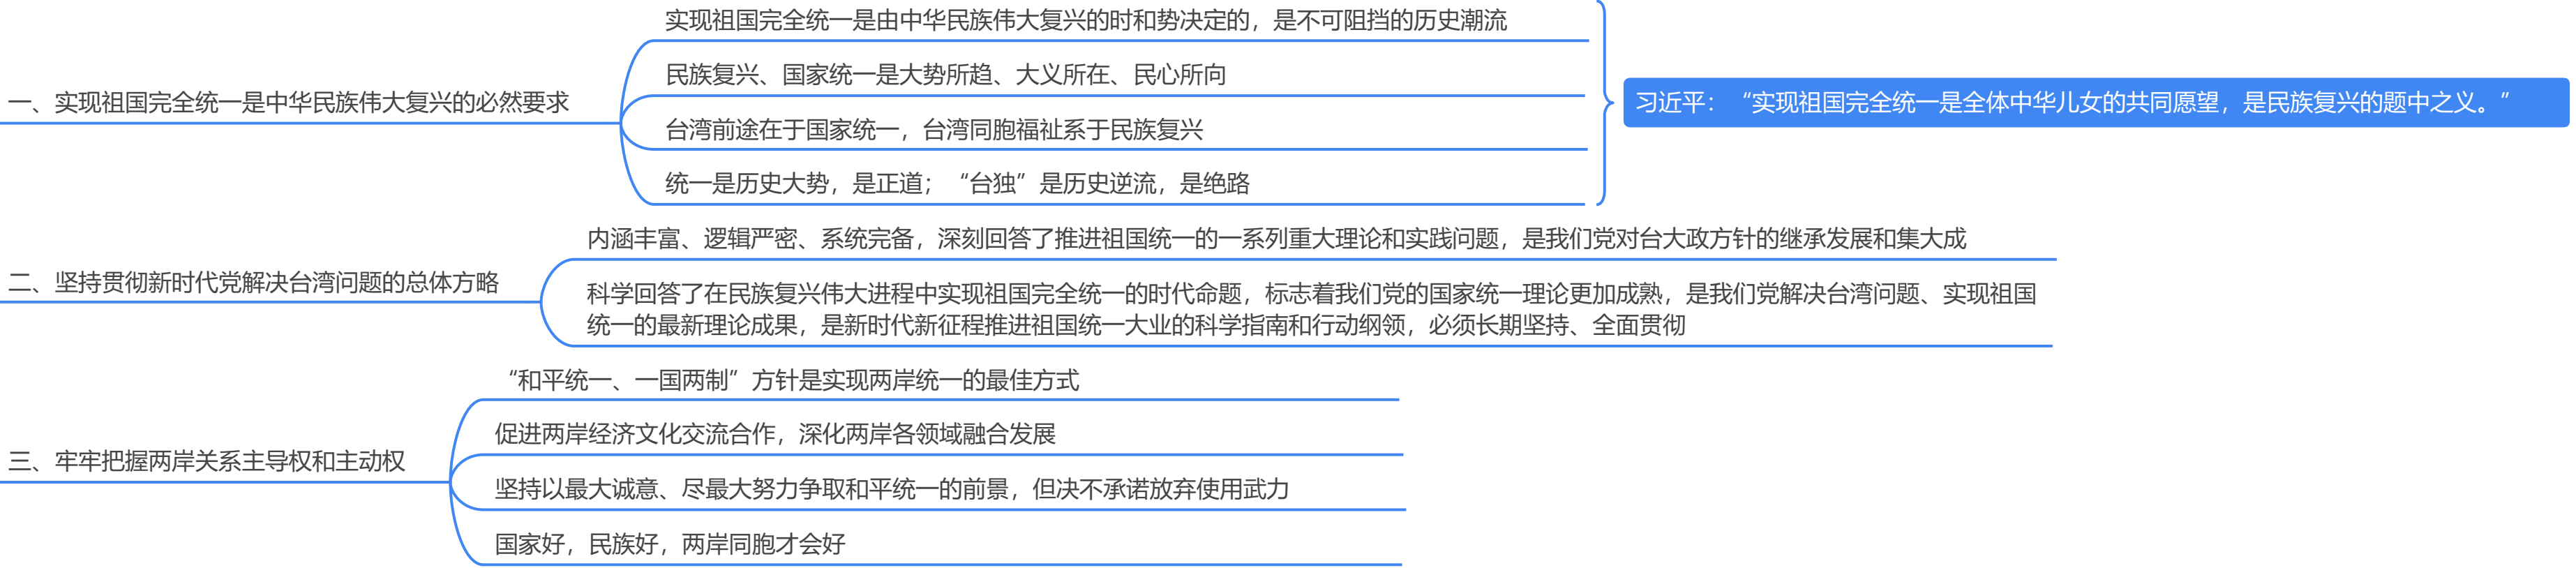 一、实现祖国完全统一是中华民族伟大复兴的必然要求
实现祖国完全统一是由中华民族伟大复兴的时和势决定的，是不可阻挡的历史潮流
民族复兴、国家统一是大势所趋、大义所在、民心所向
台湾前途在于国家统一，台湾同胞福祉系于民族复兴
统一是历史大势，是正道；“台独”是历史逆流，是绝路
习近平：“实现祖国完全统一是全体中华儿女的共同愿望，是民族复兴的题中之义。”
二、坚持贯彻新时代党解决台湾问题的总体方略
内涵丰富、逻辑严密、系统完备，深刻回答了推进祖国统一的一系列重大理论和实践问题，是我们党对台大政方针的继承发展和集大成
科学回答了在民族复兴伟大进程中实现祖国完全统一的时代命题，标志着我们党的国家统一理论更加成熟，是我们党解决台湾问题、实现祖国
统一的最新理论成果，是新时代新征程推进祖国统一大业的科学指南和行动纲领，必须长期坚持、全面贯彻
三、牢牢把握两岸关系主导权和主动权
“和平统一、一国两制”方针是实现两岸统一的最佳方式
促进两岸经济文化交流合作，深化两岸各领域融合发展
坚持以最大诚意、尽最大努力争取和平统一的前景，但决不承诺放弃使用武力
国家好，民族好，两岸同胞才会好